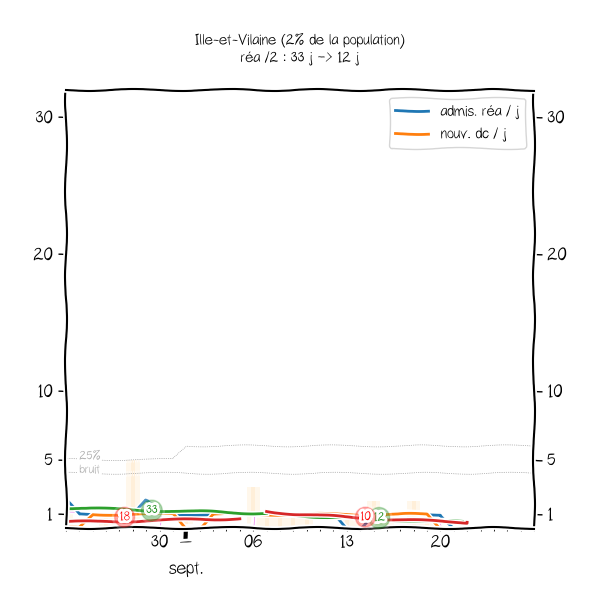 Ille-et-Vilaine (2% de la population)
réa /2 : 33 j -> 12 j
admis. réa / j
nouv. dc / j
30 30
20 20
10 10
5 5
25%
bruit
1 1
18 33 10 12
30 1 06 13 20
sept.